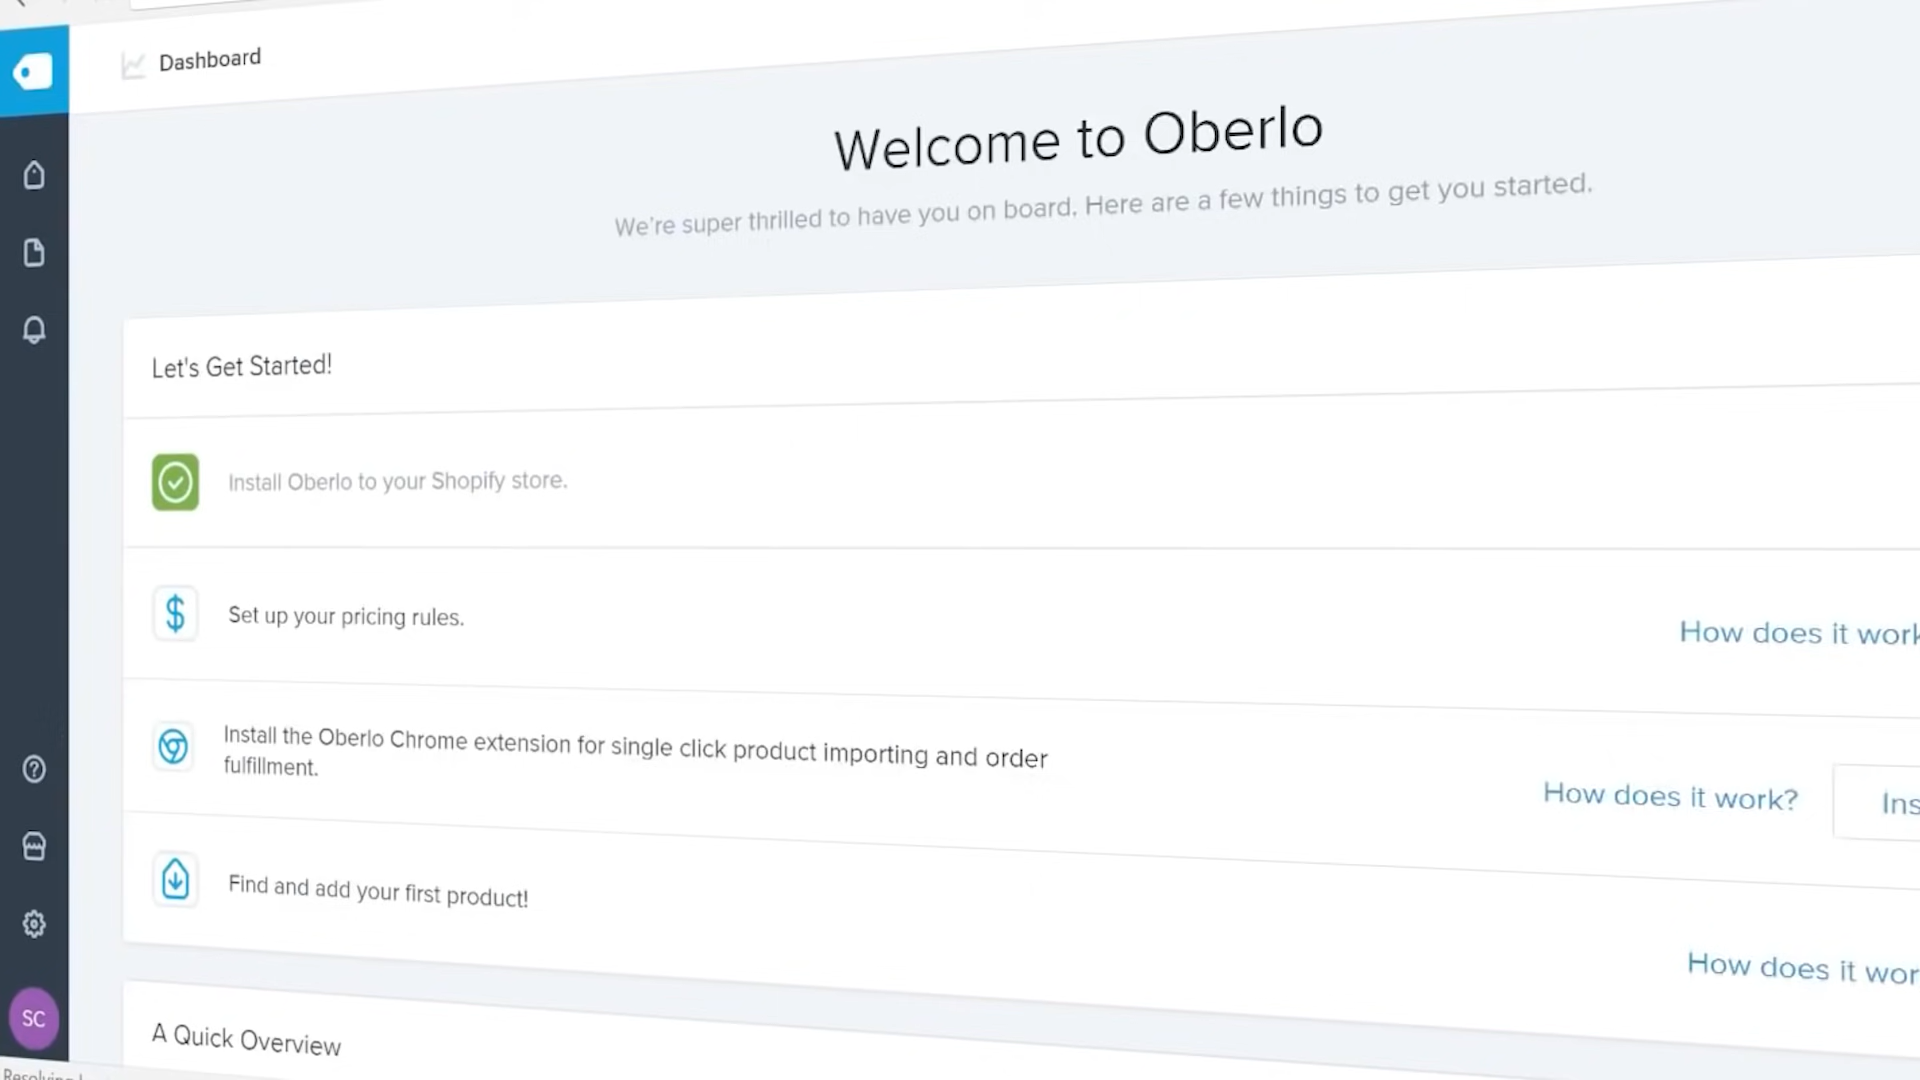 Dashboard
Welcome to Oberlo
We're super thrilled to have you on board. Here are a few things to get you started.
Let's Get Started!
Install Oberlo to your Shopify store.
Set up your pricing rules.
How does it work
Install the Oberlo Chrome extension for single click product importing and order
fulfillment.
How does it work?
Ins
Find and add your first product!
How does it wor
A Quick Overview
SC
Resolving